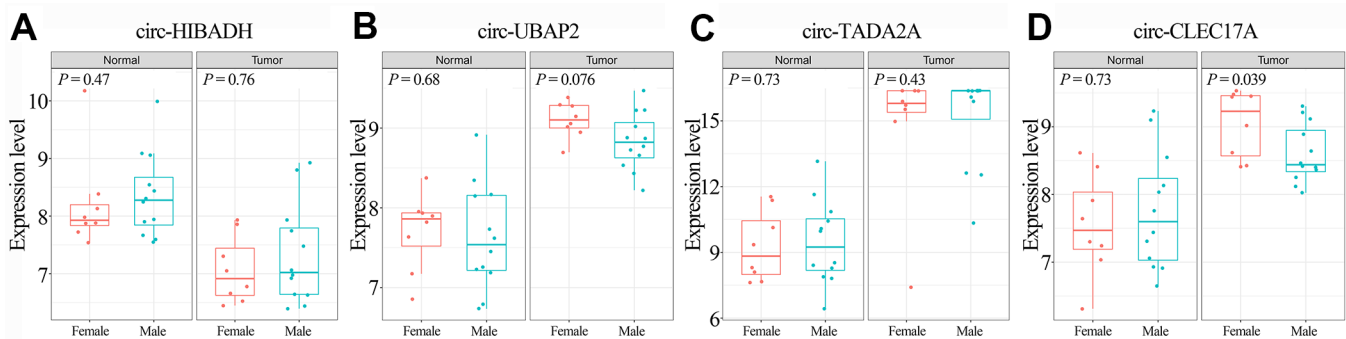 A
circ-HIBADH
Normal
Tumor
P = 0.47
P = 0.76
Expression level
10
9
8
7
Female
Male
Female
Male
B
circ-UBAP2
Normal
Tumor
P = 0.68
P = 0.076
Expression level
9
8
7
Female
Male
Female
Male
C
circ-TADA2A
Normal
Tumor
P = 0.73
P = 0.43
Expression level
15
12
9
6
Female
Male
Female
Male
D
circ-CLEC17A
Normal
Tumor
P = 0.73
P = 0.039
Expression level
9
8
7
Female
Male
Female
Male